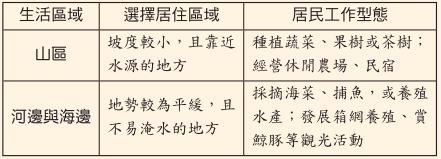 生活區域 選擇居住區域 居民工作型態
山區
坡度較小，且靠近
水源的地方
種植蔬菜、果樹或茶樹；
經營休閒農場、民宿
河邊與海邊
地勢較為平緩，且
不易淹水的地方
採摘海菜、捕魚，或養殖
水產；發展箱網養殖、賞
鯨豚等觀光活動